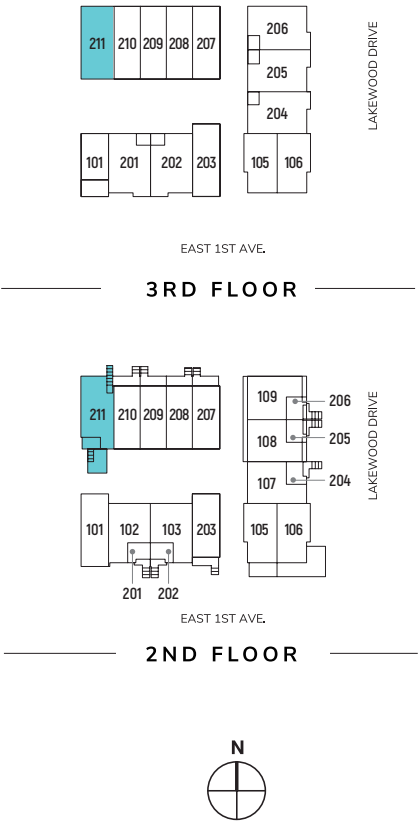 206
211 210 209 208 207
205
LAKEWOOD DRIVE
204
101 201 202 203 105 106
EAST 1ST AVE.
3RD FLOOR
109 206
211 210 209 208 207
108 205
LAKEWOOD DRIVE
107 204
101 102 103 203 105 106
201 202
EAST 1ST AVE.
2ND FLOOR
N